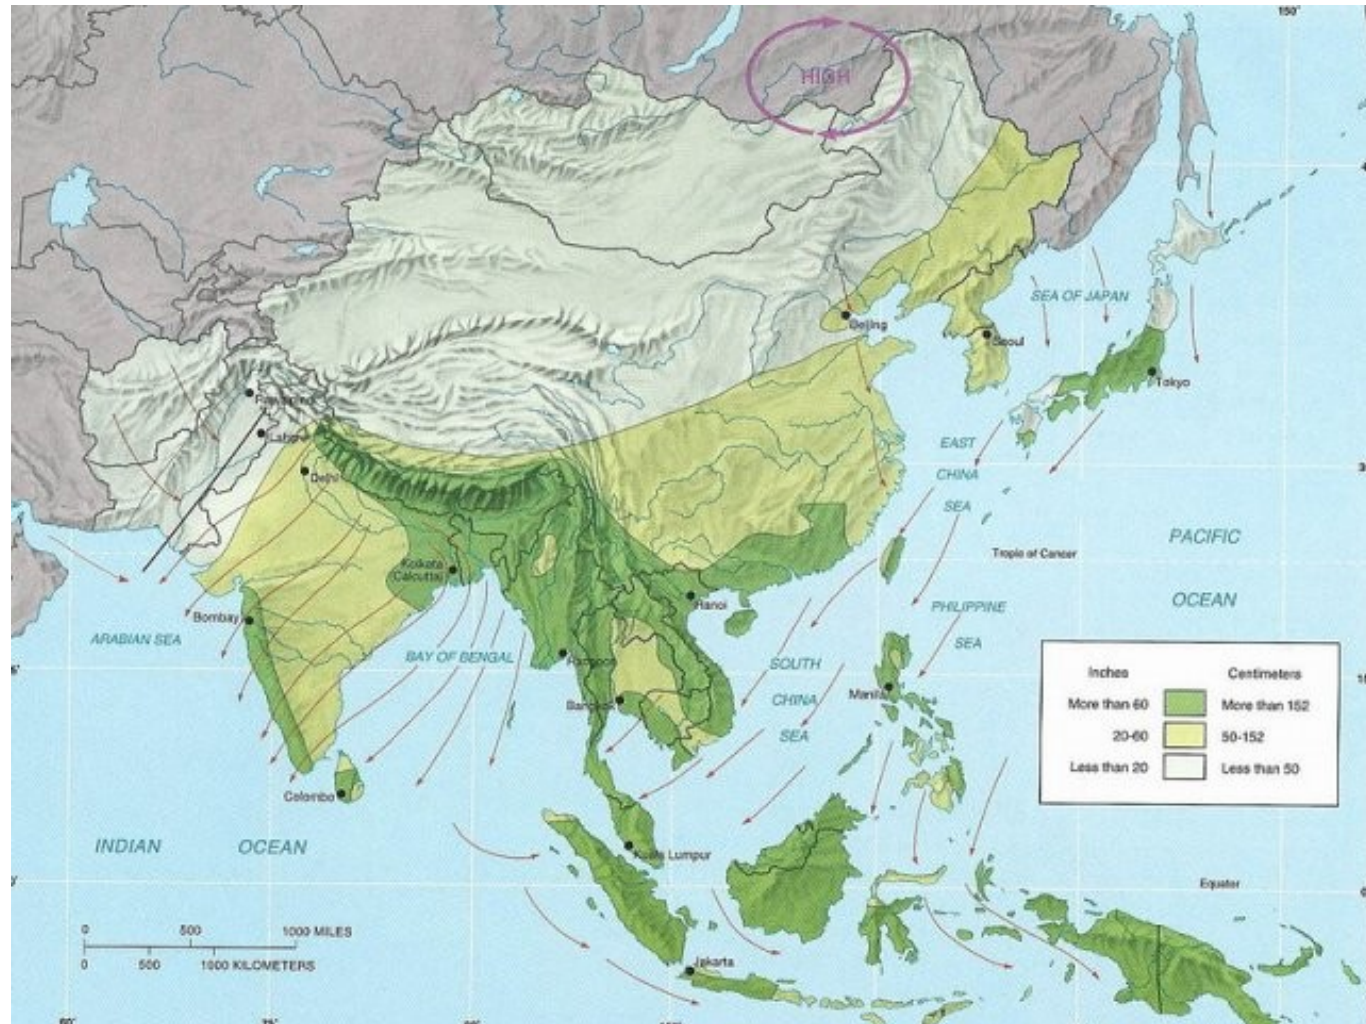 150°
HIGH
SEA OF JAPAN
Beijing
Seoul
Tokyo
Delhi
EAST
CHINA
SEA
PACIFIC
OCEAN
Tropic of Cancer
Kolkata
(Calcutta)
Hanoi
Bombay
ARABIAN SEA
BAY OF BENGAL
Rangoon
PHILIPPINE
SEA
SOUTH
CHINA
SEA
Manila
Bangkok
Inches
Centimeters
More than 60
More than 152
20-60
50-152
Less than 20
Less than 50
Colombo
INDIAN
OCEAN
Kuala Lumpur
Equator
0
500
1000 MILES
0
500
1000 KILOMETERS
Jakarta